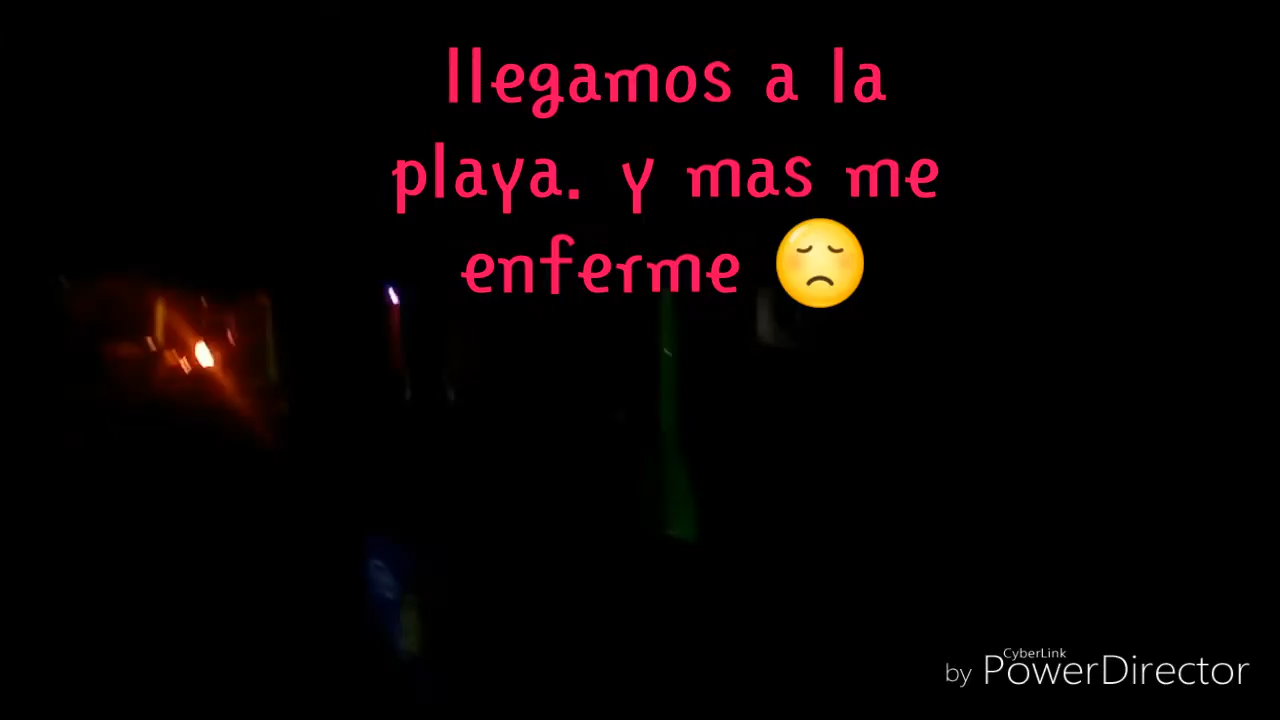 llegamos a la
playa. y mas me
enferme 😞
by CyberLink PowerDirector